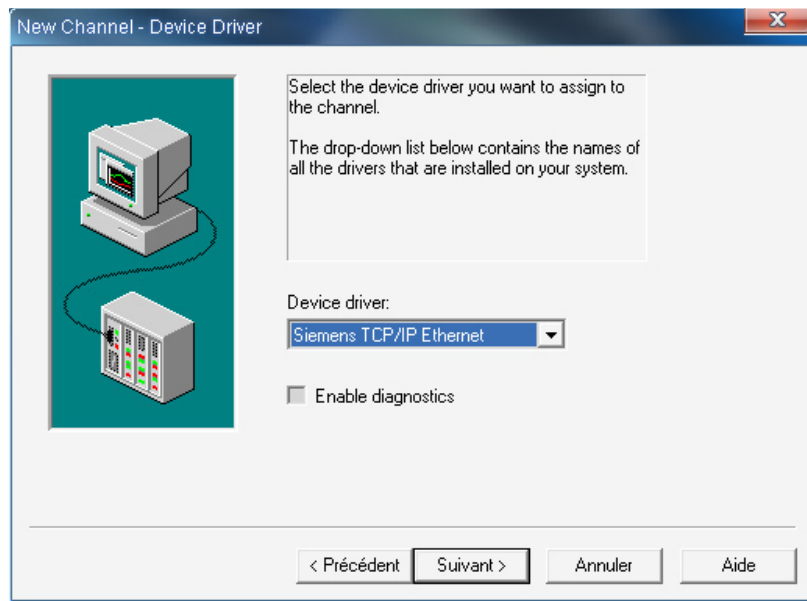 New Channel - Device Driver
Select the device driver you want to assign to
the channel.
The drop-down list below contains the names of
all the drivers that are installed on your system.
Device driver:
Siemens TCP/IP Ethernet
Enable diagnostics
< Précédent
Suivant >
Annuler
Aide